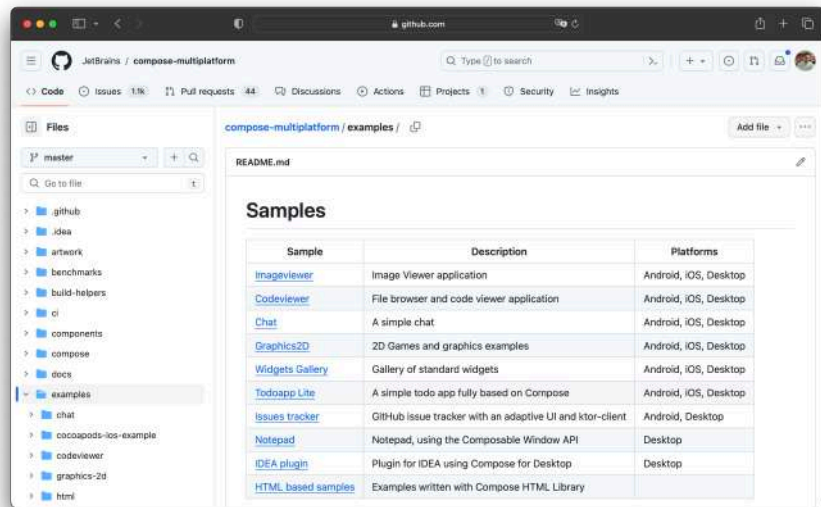 github.com
JetBrains / compose-multiplatform
Type / to search
Code Issues 1.1k Pull requests 44 Discussions Actions Projects 1 Security Insights
Files
compose-multiplatform / examples /
Add file
master
README.md
Go to file
t
.github
.idea
artwork
benchmarks
build-helpers
ci
components
compose
docs
examples
chat
cocoapods-ios-example
codeviewer
graphics-2d
html
Samples
Sample Description Platforms
Imageviewer Image Viewer application Android, iOS, Desktop
Codeviewer File browser and code viewer application Android, iOS, Desktop
Chat A simple chat Android, iOS, Desktop
Graphics2D 2D Games and graphics examples Android, iOS, Desktop
Widgets Gallery Gallery of standard widgets Android, iOS, Desktop
Todoapp Lite A simple todo app fully based on Compose Android, iOS, Desktop
Issues tracker GitHub issue tracker with an adaptive UI and ktor-client Android, Desktop
Notepad Notepad, using the Composable Window API Desktop
IDEA plugin Plugin for IDEA using Compose for Desktop Desktop
HTML based samples Examples written with Compose HTML Library